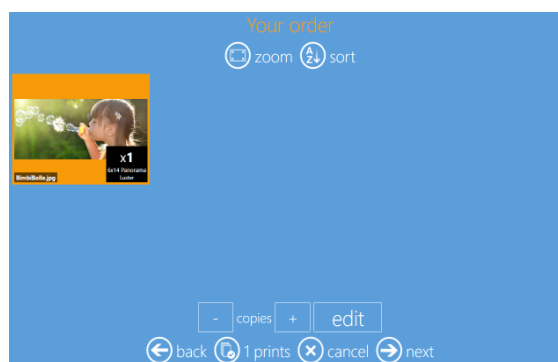 Your order
zoom sort
x1
6x14 Panorama
Luster
BimbiBolle.jpg
- copies + edit
back 1 prints cancel next